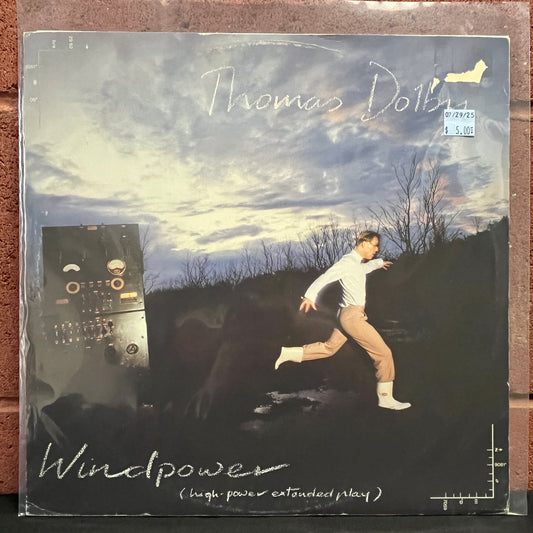 Thomas Dolby
07/29/25
$ 5.00
Windpower
(high-power extended play)